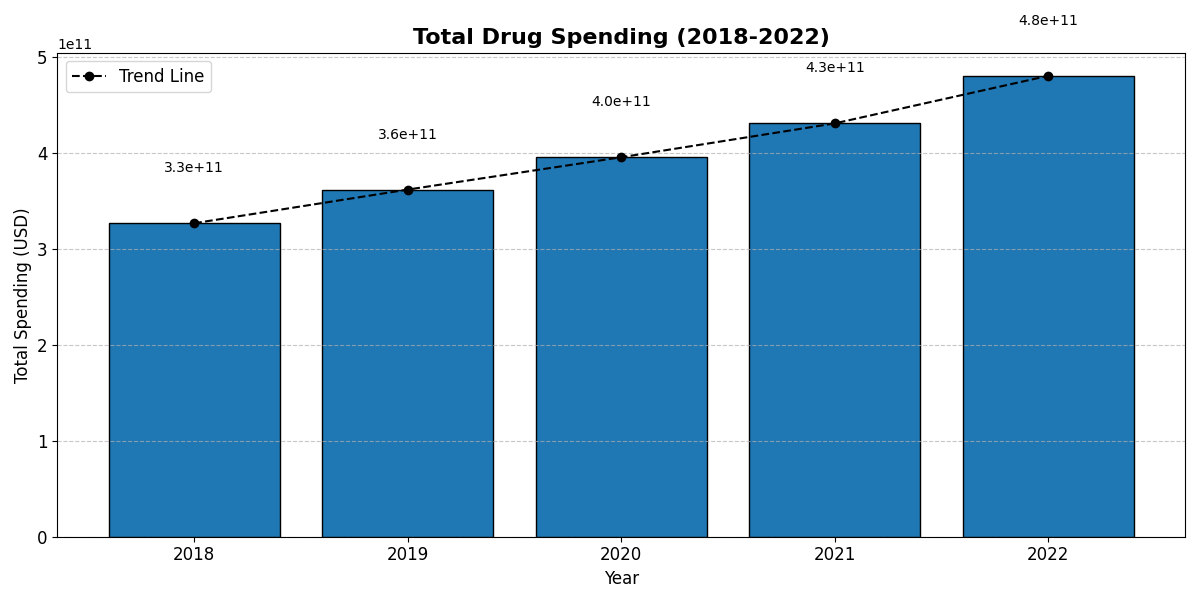 4.8e+11
Total Drug Spending (2018-2022)
1e11
Trend Line
4.3e+11
4.0e+11
3.6e+11
3.3e+11
5
4
3
2
1
0
Total Spending (USD)
2018 2019 2020 2021 2022
Year